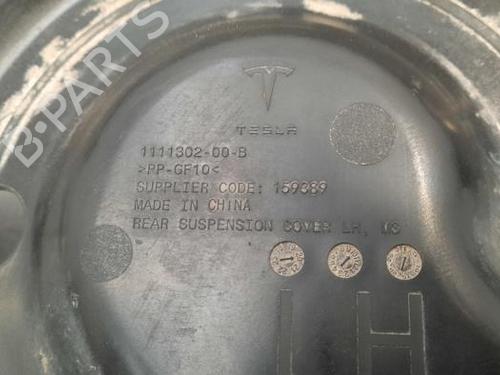 TESLA
1111302-00-B
>PP-GF10<
SUPPLIER CODE: 159389
MADE IN CHINA
REAR SUSPENSION COVER LH, MS
LH
B-PARTS